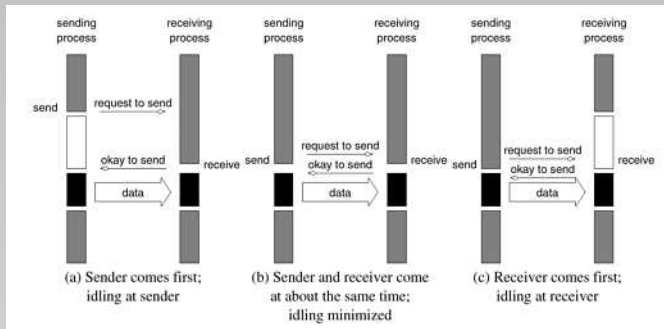 sending process
receiving process
send
request to send
okay to send
receive
data
(a) Sender comes first;
idling at sender
sending process
receiving process
send
request to send
okay to send
receive
data
(b) Sender and receiver come
at about the same time;
idling minimized
sending process
receiving process
send
request to send
okay to send
receive
data
(c) Receiver comes first;
idling at receiver